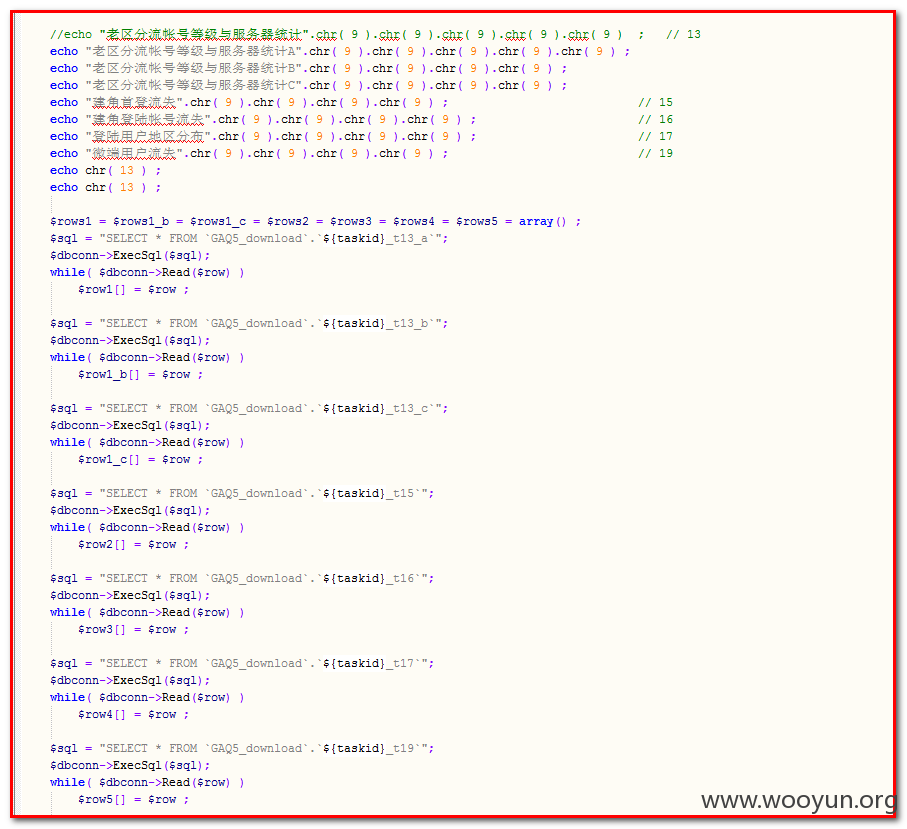 //echo "老区分流帐号等级与服务器统计".chr( 9 ).chr( 9 ).chr( 9 ).chr( 9 ).chr( 9 )  ;   // 13
echo "老区分流帐号等级与服务器统计A".chr( 9 ).chr( 9 ).chr( 9 ).chr( 9 ).chr( 9 ) ;
echo "老区分流帐号等级与服务器统计B".chr( 9 ).chr( 9 ).chr( 9 ).chr( 9 ) ;
echo "老区分流帐号等级与服务器统计C".chr( 9 ).chr( 9 ).chr( 9 ).chr( 9 ) ;
echo "建角首登流失".chr( 9 ).chr( 9 ).chr( 9 ).chr( 9 ) ; // 15
echo "建角登陆帐号流失".chr( 9 ).chr( 9 ).chr( 9 ).chr( 9 ) ; // 16
echo "登陆用户地区分布".chr( 9 ).chr( 9 ).chr( 9 ).chr( 9 ) ; // 17
echo "微端用户流失".chr( 9 ).chr( 9 ).chr( 9 ).chr( 9 ) ; // 19
echo chr( 13 ) ;
echo chr( 13 ) ;
$rows1 = $rows1_b = $rows1_c = $rows2 = $rows3 = $rows4 = $rows5 = array() ;
$sql = "SELECT * FROM `GAQ5_download`.`${taskid}_t13_a`";
$dbconn->ExecSql($sql);
while( $dbconn->Read($row) )
$row1[] = $row ;
$sql = "SELECT * FROM `GAQ5_download`.`${taskid}_t13_b`";
$dbconn->ExecSql($sql);
while( $dbconn->Read($row) )
$row1_b[] = $row ;
$sql = "SELECT * FROM `GAQ5_download`.`${taskid}_t13_c`";
$dbconn->ExecSql($sql);
while( $dbconn->Read($row) )
$row1_c[] = $row ;
$sql = "SELECT * FROM `GAQ5_download`.`${taskid}_t15`";
$dbconn->ExecSql($sql);
while( $dbconn->Read($row) )
$row2[] = $row ;
$sql = "SELECT * FROM `GAQ5_download`.`${taskid}_t16`";
$dbconn->ExecSql($sql);
while( $dbconn->Read($row) )
$row3[] = $row ;
$sql = "SELECT * FROM `GAQ5_download`.`${taskid}_t17`";
$dbconn->ExecSql($sql);
while( $dbconn->Read($row) )
$row4[] = $row ;
$sql = "SELECT * FROM `GAQ5_download`.`${taskid}_t19`";
$dbconn->ExecSql($sql);
while( $dbconn->Read($row) )
$row5[] = $row ;
www.wooyun.org